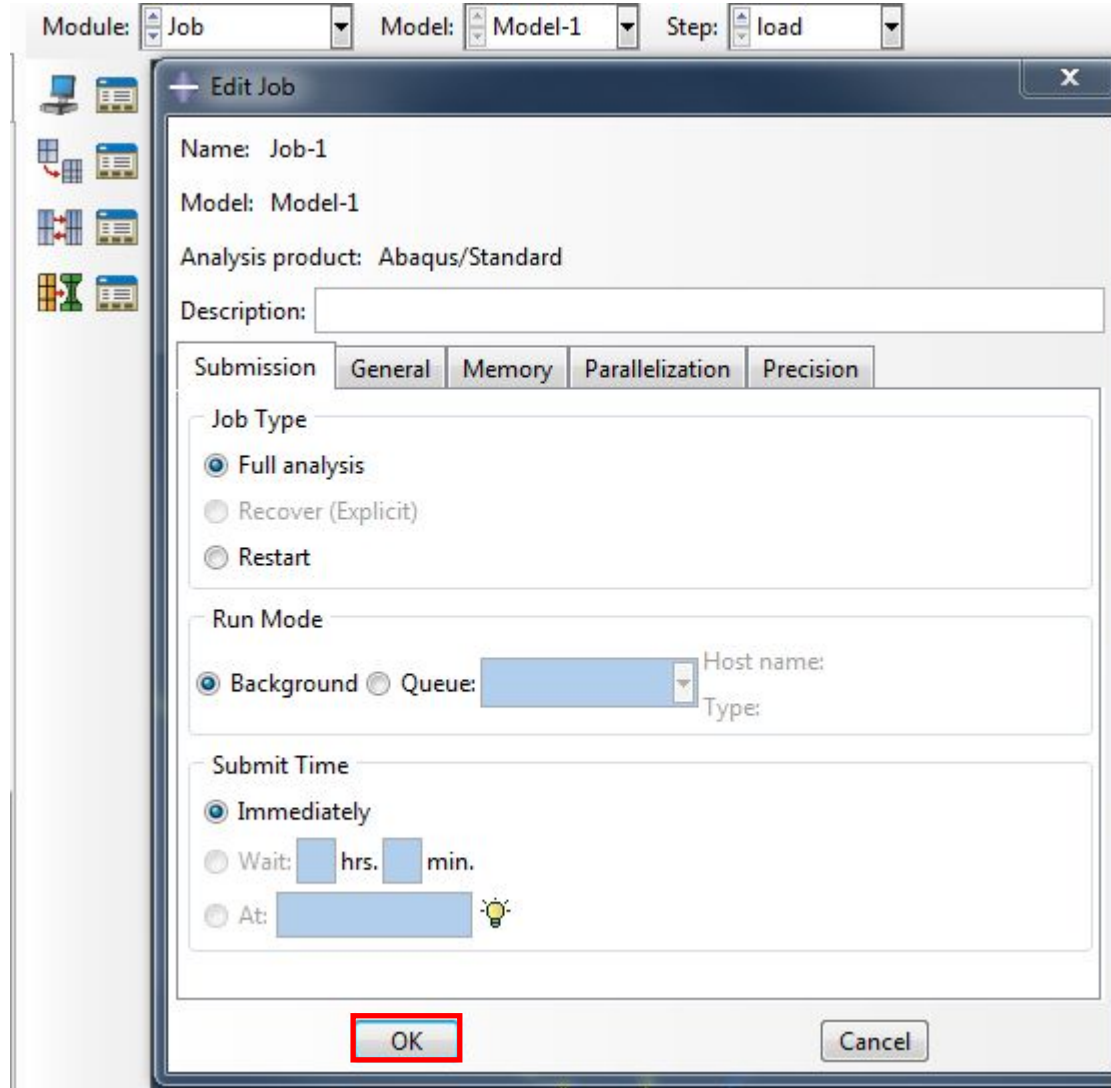 Module: Job Model: Model-1 Step: load
Edit Job
x
Name: Job-1
Model: Model-1
Analysis product: Abaqus/Standard
Description:
Submission General Memory Parallelization Precision
Job Type
Full analysis
Recover (Explicit)
Restart
Run Mode
Background Queue: Host name:
Type:
Submit Time
Immediately
Wait: hrs. min.
At:
OK Cancel